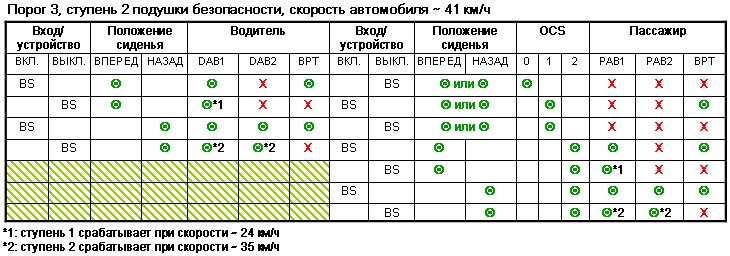 Порог 3, ступень 2 подушки безопасности, скорость автомобиля ~ 41 км/ч
Вход/ устройство Положение сиденья Водитель Вход/ устройство Положение сиденья OCS Пассажир
ВКЛ. ВЫКЛ. ВПЕРЕД НАЗАД DAB1 DAB2 BPT ВКЛ. ВЫКЛ. ВПЕРЕД НАЗАД 0 1 2 PAB1 PAB2 BPT
BS Θ Θ X Θ BS Θ или Θ Θ X X X
BS Θ Θ*1 X X BS Θ или Θ Θ X X Θ
BS Θ Θ Θ Θ BS Θ или Θ Θ X X X
BS Θ Θ*2 Θ*2 X BS Θ Θ Θ X Θ
BS Θ Θ Θ*1 X X
BS Θ Θ Θ Θ Θ
BS Θ Θ Θ*2 Θ*2 X
*1: ступень 1 срабатывает при скорости ~ 24 км/ч
*2: ступень 2 срабатывает при скорости ~ 35 км/ч